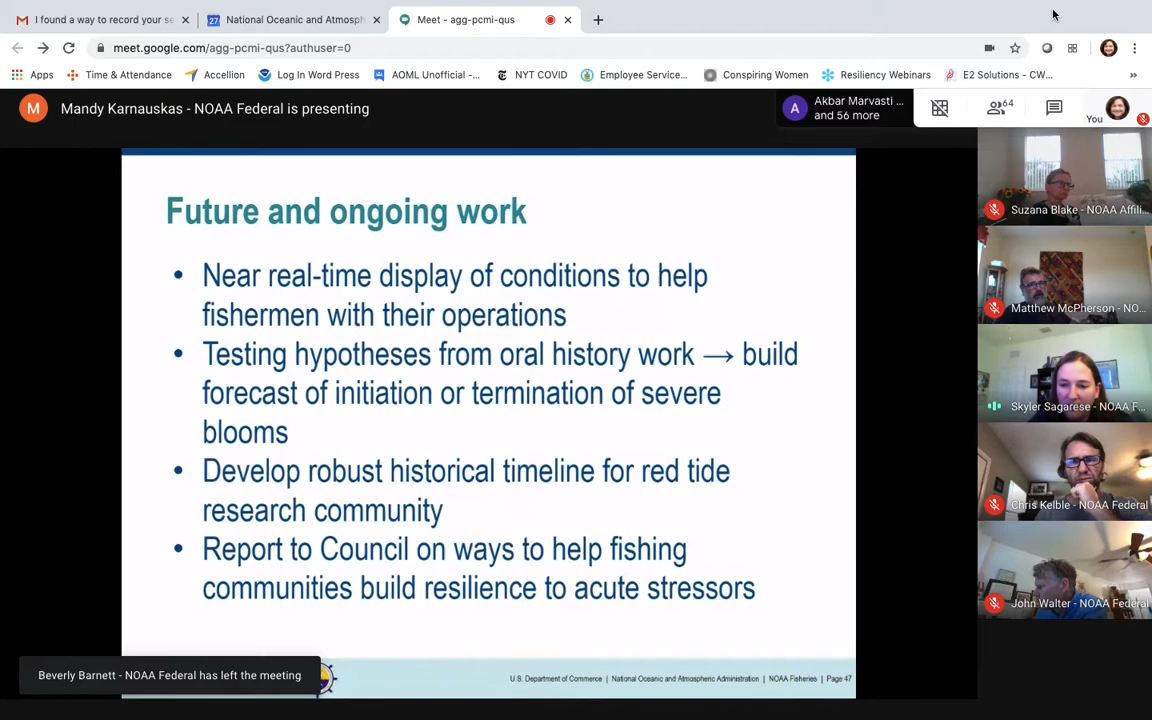 I found a way to record your se
National Oceanic and Atmosph
Meet - agg-pcmi-qus
meet.google.com/agg-pcmi-qus?authuser=0
Apps
Time & Attendance
Accellion
Log In Word Press
AOML Unofficial -...
NYT COVID
Employee Service...
Conspiring Women
Resiliency Webinars
E2 Solutions - CW...
M
Mandy Karnauskas - NOAA Federal is presenting
A
Akbar Marvasti ...
and 56 more
64
You
Future and ongoing work
• Near real-time display of conditions to help
fishermen with their operations
• Testing hypotheses from oral history work → build
forecast of initiation or termination of severe
blooms
• Develop robust historical timeline for red tide
research community
• Report to Council on ways to help fishing
communities build resilience to acute stressors
Suzana Blake - NOAA Affili...
Matthew McPherson - NO...
Skyler Sagarese - NOAA F...
Chris Kelble - NOAA Federal
John Walter - NOAA Federal
Beverly Barnett - NOAA Federal has left the meeting
U.S. Department of Commerce | National Oceanic and Atmospheric Administration | NOAA Fisheries | Page 47